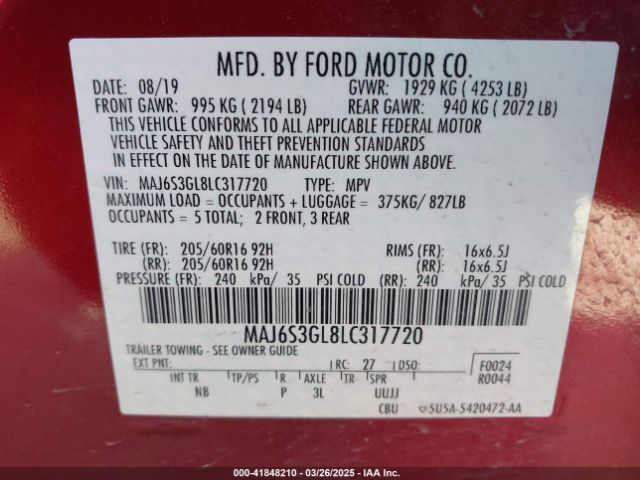 MFD. BY FORD MOTOR CO.
DATE: 08/19 GVWR: 1929 KG ( 4253 LB)
FRONT GAWR: 995 KG ( 2194 LB) REAR GAWR: 940 KG ( 2072 LB)
THIS VEHICLE CONFORMS TO ALL APPLICABLE FEDERAL MOTOR
VEHICLE SAFETY AND THEFT PREVENTION STANDARDS
IN EFFECT ON THE DATE OF MANUFACTURE SHOWN ABOVE.
VIN: MAJ6S3GL8LC317720 TYPE: MPV
MAXIMUM LOAD = OCCUPANTS + LUGGAGE = 375KG/ 827LB
OCCUPANTS = 5 TOTAL; 2 FRONT, 3 REAR
TIRE (FR): 205/60R16 92H RIMS (FR): 16x6.5J
(RR): 205/60R16 92H (RR): 16x6.5J
PRESSURE (FR): 240 kPa/ 35 PSI COLD (RR): 240 kPa/ 35 PSI COLD
MAJ6S3GL8LC317720
TRAILER TOWING - SEE OWNER GUIDE
EXT PNT: RC: 27 DSO: F0024
INT TR TP/PS R AXLE TR SPR R0044
NB P 3L UUJJ
CBU 5U5A-5420472-AA
000-41848210 - 03/26/2025 - IAA Inc.